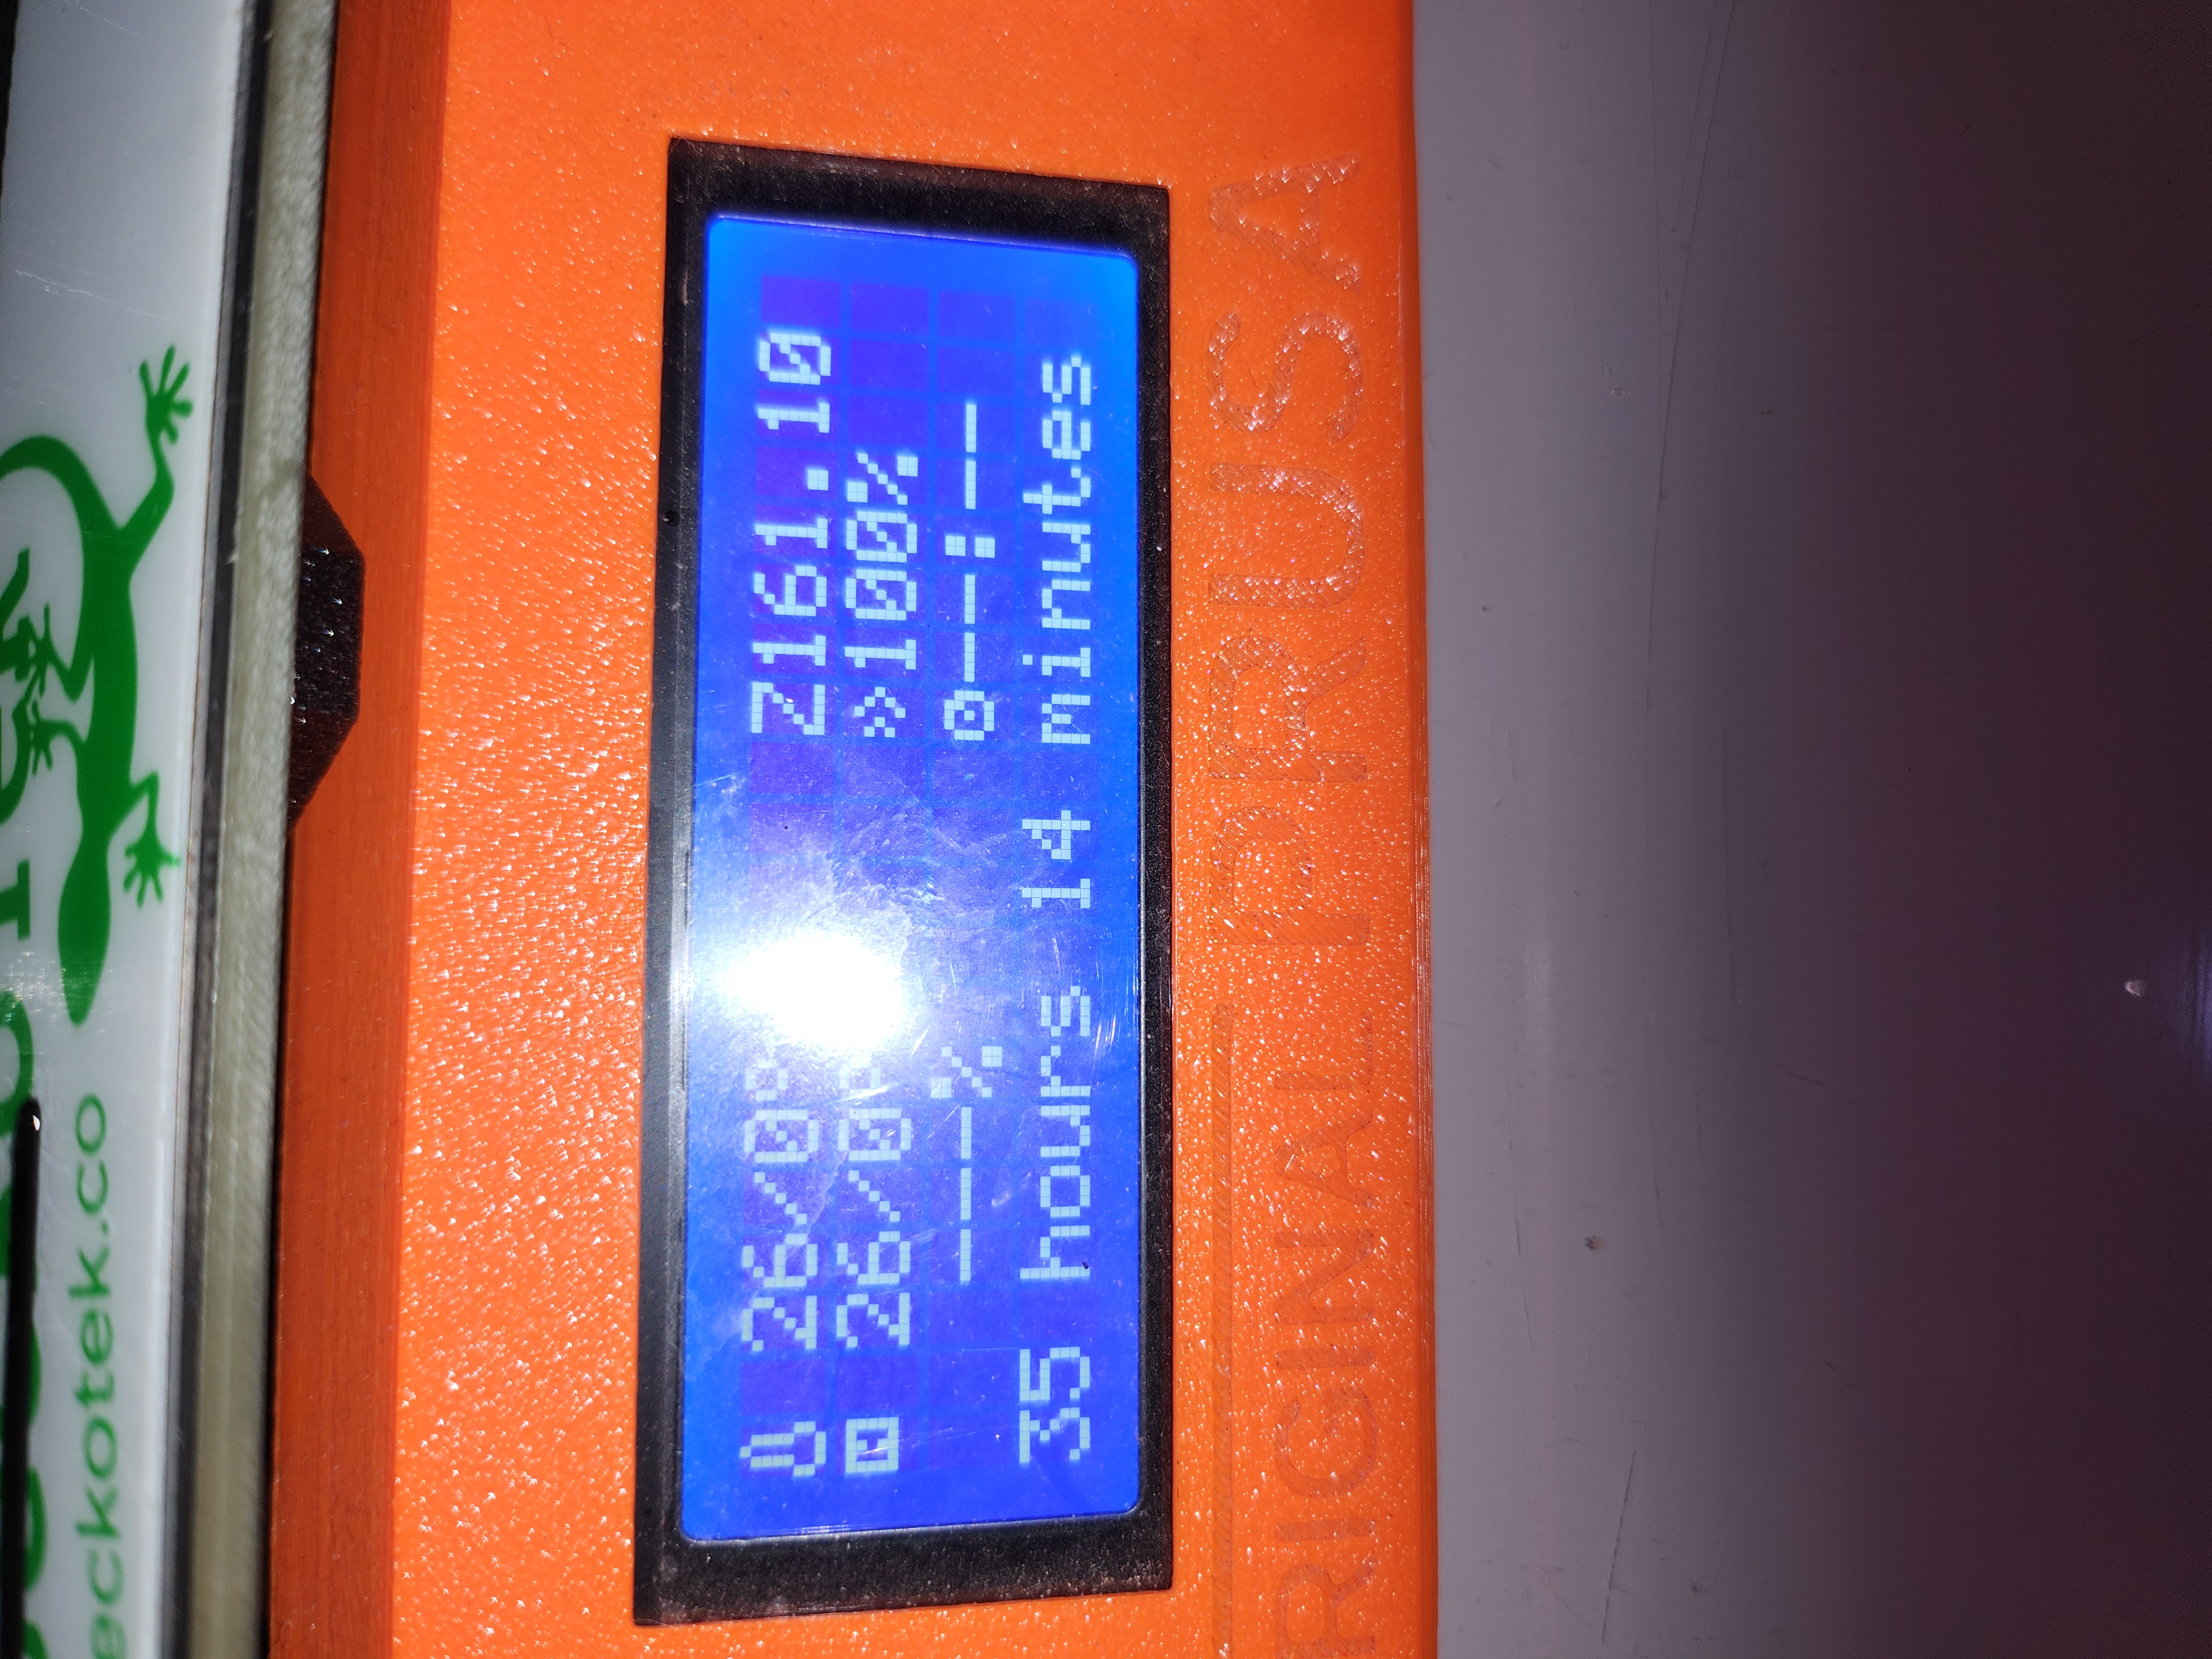 eckotek.co
26/0° Z161.10
26/0° »100%
---% --:--
35 hours 14 minutes
RIGINAL PRUSA